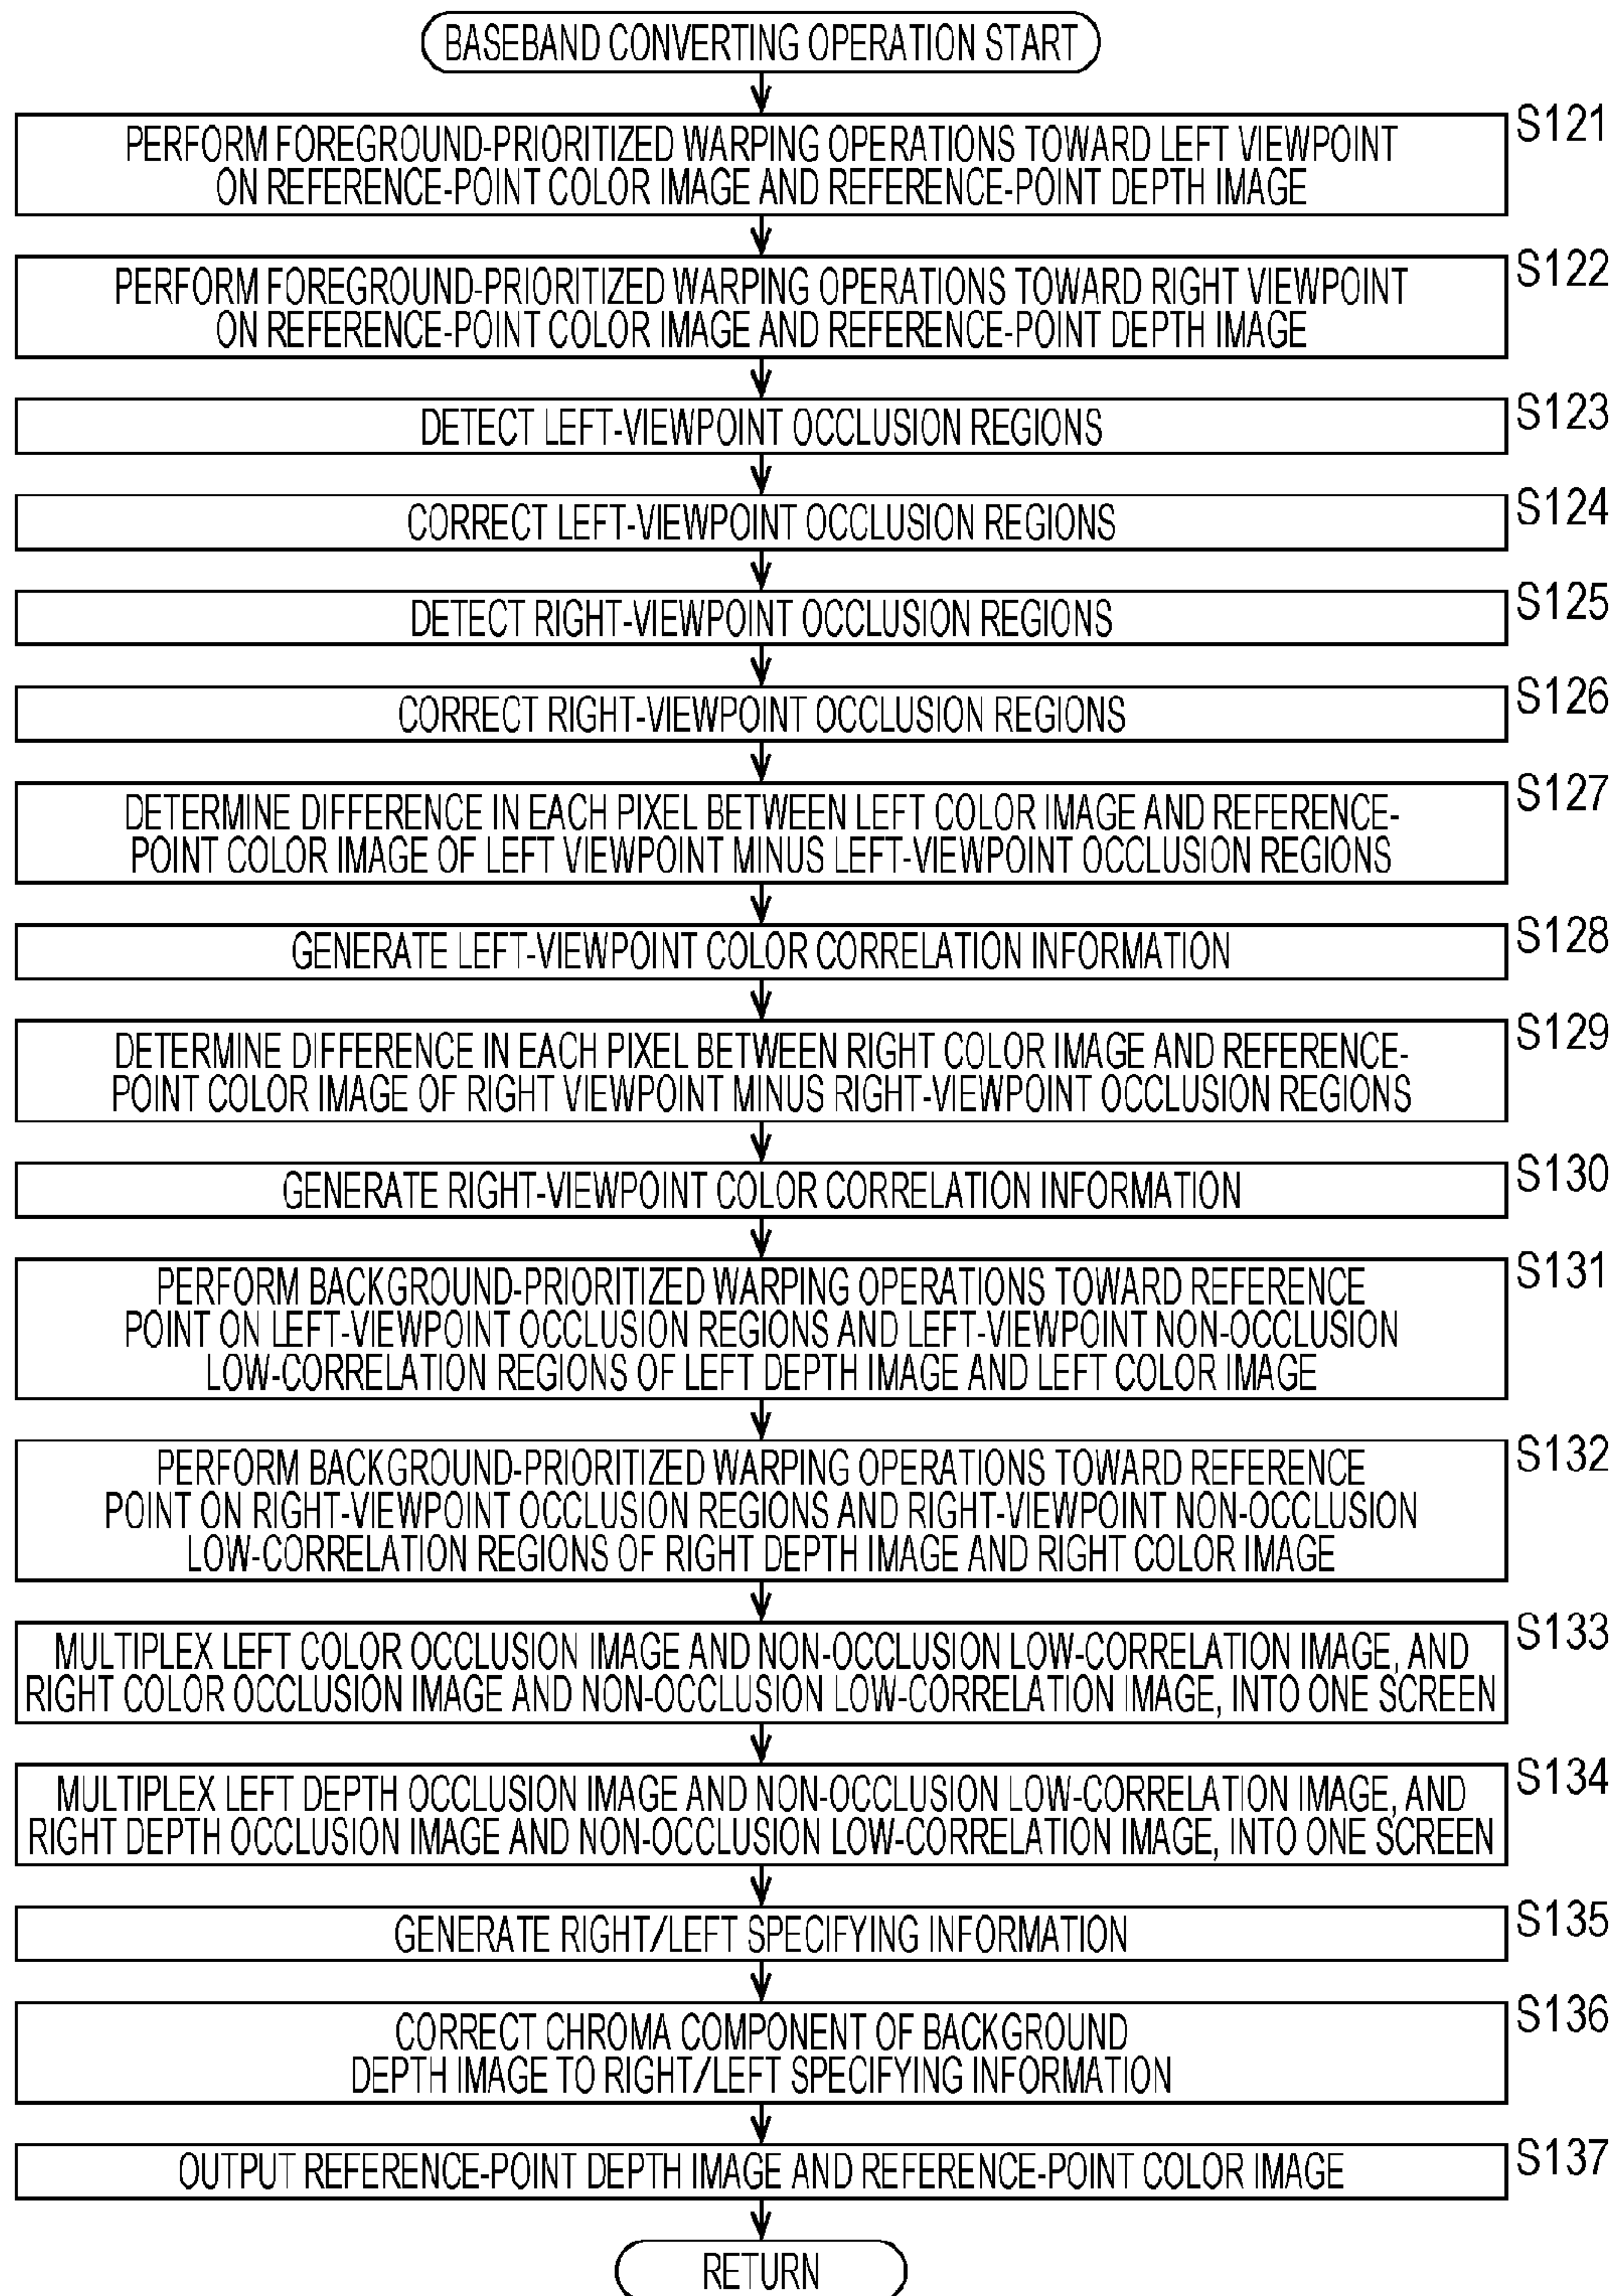 BASEBAND CONVERTING OPERATION START
S121
PERFORM FOREGROUND-PRIORITIZED WARPING OPERATIONS TOWARD LEFT VIEWPOINT
ON REFERENCE-POINT COLOR IMAGE AND REFERENCE-POINT DEPTH IMAGE
S122
PERFORM FOREGROUND-PRIORITIZED WARPING OPERATIONS TOWARD RIGHT VIEWPOINT
ON REFERENCE-POINT COLOR IMAGE AND REFERENCE-POINT DEPTH IMAGE
S123
DETECT LEFT-VIEWPOINT OCCLUSION REGIONS
S124
CORRECT LEFT-VIEWPOINT OCCLUSION REGIONS
S125
DETECT RIGHT-VIEWPOINT OCCLUSION REGIONS
S126
CORRECT RIGHT-VIEWPOINT OCCLUSION REGIONS
S127
DETERMINE DIFFERENCE IN EACH PIXEL BETWEEN LEFT COLOR IMAGE AND REFERENCE-
POINT COLOR IMAGE OF LEFT VIEWPOINT MINUS LEFT-VIEWPOINT OCCLUSION REGIONS
S128
GENERATE LEFT-VIEWPOINT COLOR CORRELATION INFORMATION
S129
DETERMINE DIFFERENCE IN EACH PIXEL BETWEEN RIGHT COLOR IMAGE AND REFERENCE-
POINT COLOR IMAGE OF RIGHT VIEWPOINT MINUS RIGHT-VIEWPOINT OCCLUSION REGIONS
S130
GENERATE RIGHT-VIEWPOINT COLOR CORRELATION INFORMATION
S131
PERFORM BACKGROUND-PRIORITIZED WARPING OPERATIONS TOWARD REFERENCE
POINT ON LEFT-VIEWPOINT OCCLUSION REGIONS AND LEFT-VIEWPOINT NON-OCCLUSION
LOW-CORRELATION REGIONS OF LEFT DEPTH IMAGE AND LEFT COLOR IMAGE
S132
PERFORM BACKGROUND-PRIORITIZED WARPING OPERATIONS TOWARD REFERENCE
POINT ON RIGHT-VIEWPOINT OCCLUSION REGIONS AND RIGHT-VIEWPOINT NON-OCCLUSION
LOW-CORRELATION REGIONS OF RIGHT DEPTH IMAGE AND RIGHT COLOR IMAGE
S133
MULTIPLEX LEFT COLOR OCCLUSION IMAGE AND NON-OCCLUSION LOW-CORRELATION IMAGE, AND
RIGHT COLOR OCCLUSION IMAGE AND NON-OCCLUSION LOW-CORRELATION IMAGE, INTO ONE SCREEN
S134
MULTIPLEX LEFT DEPTH OCCLUSION IMAGE AND NON-OCCLUSION LOW-CORRELATION IMAGE, AND
RIGHT DEPTH OCCLUSION IMAGE AND NON-OCCLUSION LOW-CORRELATION IMAGE, INTO ONE SCREEN
S135
GENERATE RIGHT/LEFT SPECIFYING INFORMATION
S136
CORRECT CHROMA COMPONENT OF BACKGROUND
DEPTH IMAGE TO RIGHT/LEFT SPECIFYING INFORMATION
S137
OUTPUT REFERENCE-POINT DEPTH IMAGE AND REFERENCE-POINT COLOR IMAGE
RETURN